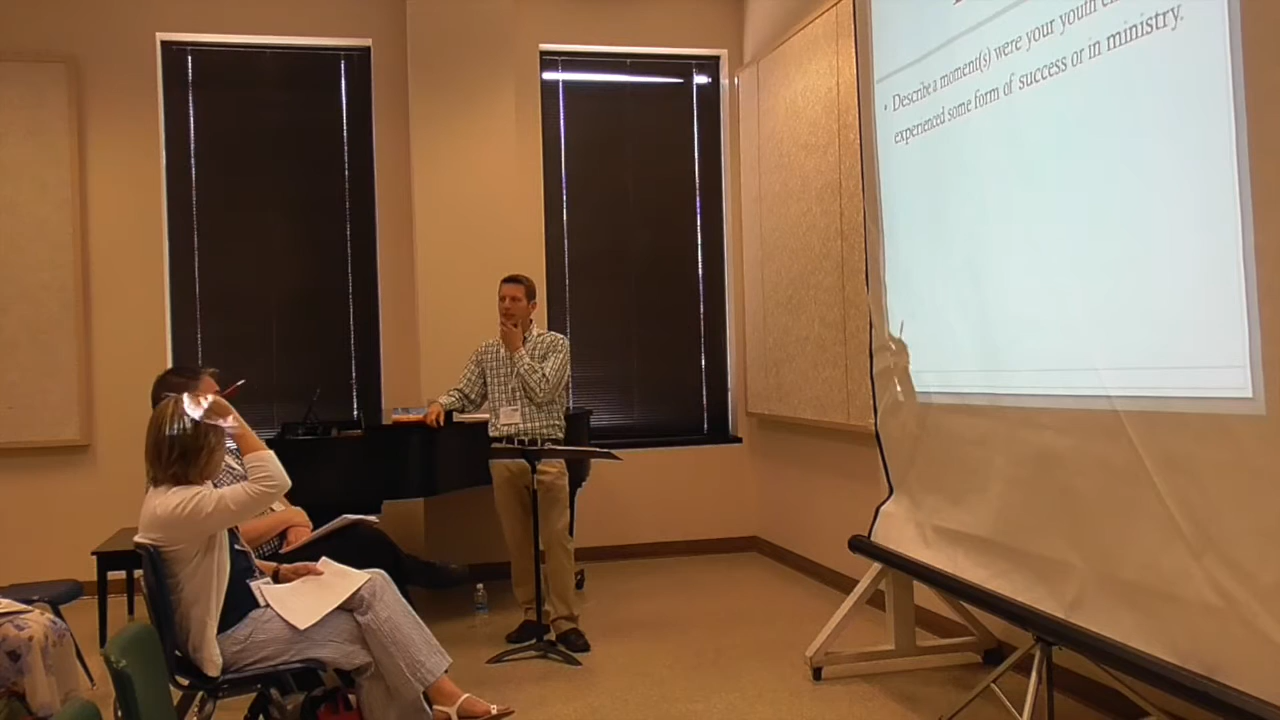 • Describe a moment(s) were your youth
experienced some form of success or in ministry.